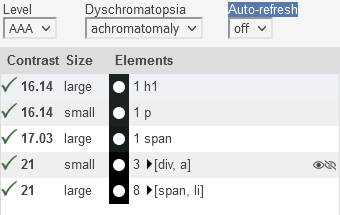 Level Dyschromatopsia Auto-refresh
AAA achromatomaly off
Contrast Size Elements
16.14 large 1 h1
16.14 small 1 p
17.03 large 1 span
21 small 3 [div, a]
21 large 8 [span, li]